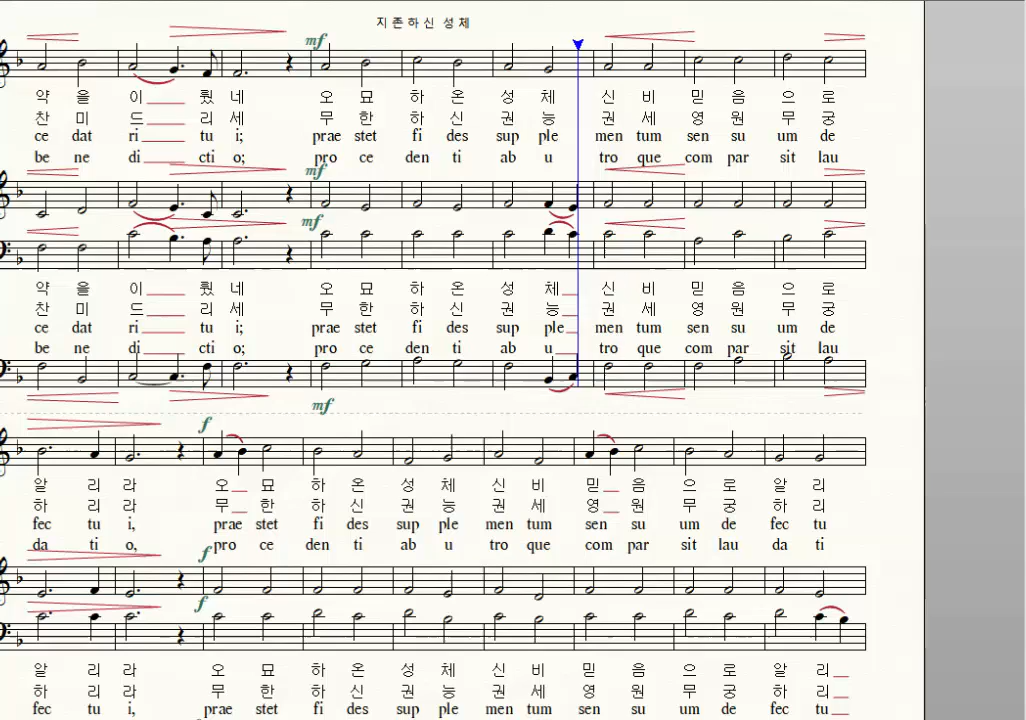 지존하신 성체
mf
약 을 이 줬 네 오 묘 하 온 성 체 신 비 믿 음 으 로
찬 미 드 리 세 무 한 하 신 권 능 권 세 영 원 무 궁
ce dat ri tu i; prae stet fi des sup ple men tum sen su um de
be ne di cti o; pro ce den ti ab u tro que com par sit lau
mf
mf
약 을 이 줬 네 오 묘 하 온 성 체 신 비 믿 음 으 로
찬 미 드 리 세 무 한 하 신 권 능 권 세 영 원 무 궁
ce dat ri tu i; prae stet fi des sup ple men tum sen su um de
be ne di cti o; pro ce den ti ab u tro que com par sit lau
mf
f
알 리 라 오 묘 하 온 성 체 신 비 믿 음 으 로 알 리
하 리 라 무 한 하 신 권 능 권 세 영 원 무 궁 하 리
fec tu i, prae stet fi des sup ple men tum sen su um de fec tu
da ti o, pro ce den ti ab u tro que com par sit lau da ti
f
f
알 리 라 오 묘 하 온 성 체 신 비 믿 음 으 로 알 리
하 리 라 무 한 하 신 권 능 권 세 영 원 무 궁 하 리
fec tu i, prae stet fi des sup ple men tum sen su um de fec tu